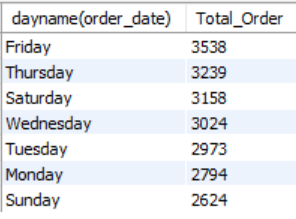 dayname(order_date) Total_Order
Friday 3538
Thursday 3239
Saturday 3158
Wednesday 3024
Tuesday 2973
Monday 2794
Sunday 2624